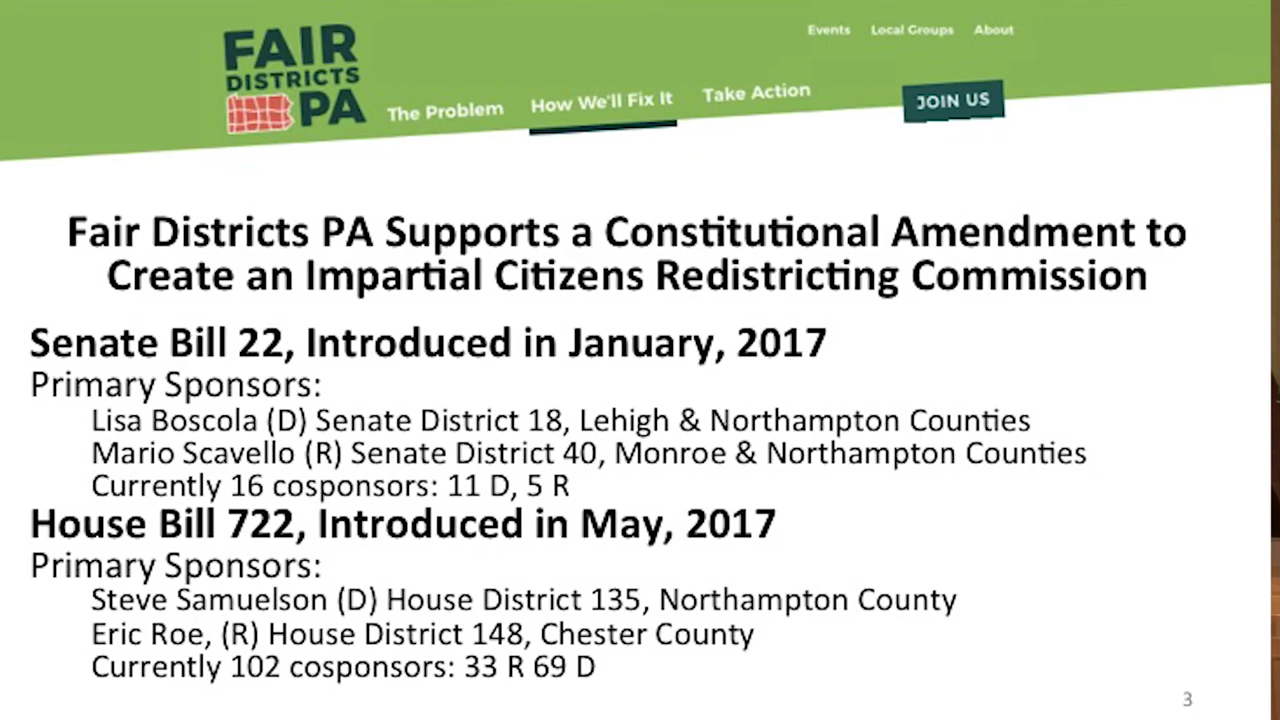 Events Local Groups About
FAIR
DISTRICTS
PA
The Problem How We'll Fix It Take Action JOIN US
Fair Districts PA Supports a Constitutional Amendment to
Create an Impartial Citizens Redistricting Commission
Senate Bill 22, Introduced in January, 2017
Primary Sponsors:
Lisa Boscola (D) Senate District 18, Lehigh & Northampton Counties
Mario Scavello (R) Senate District 40, Monroe & Northampton Counties
Currently 16 cosponsors: 11 D, 5 R
House Bill 722, Introduced in May, 2017
Primary Sponsors:
Steve Samuelson (D) House District 135, Northampton County
Eric Roe, (R) House District 148, Chester County
Currently 102 cosponsors: 33 R 69 D
3